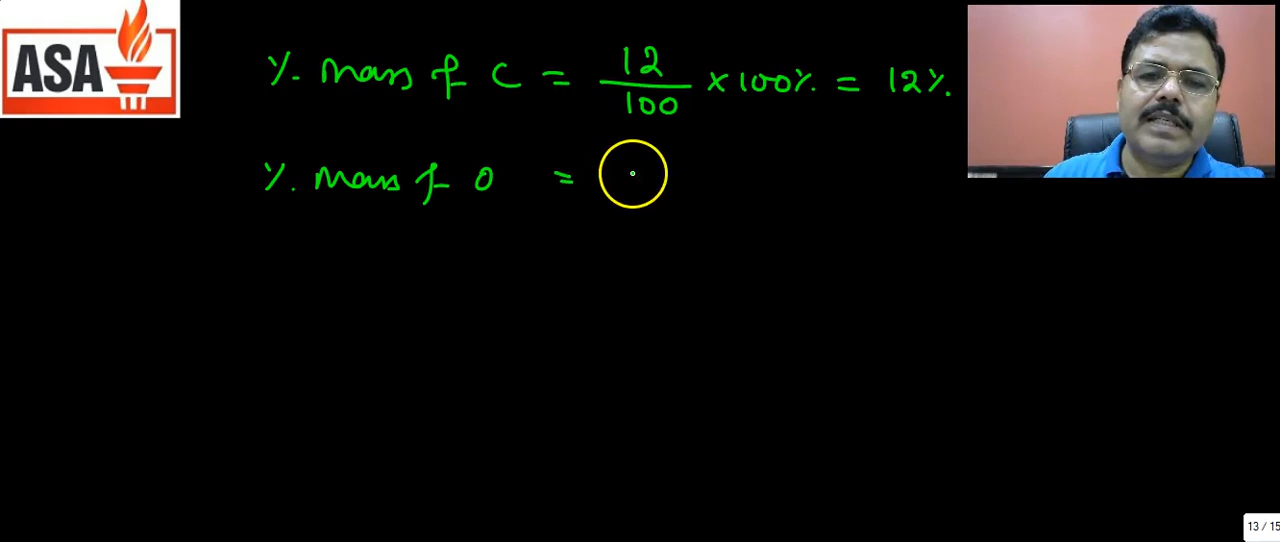 ASA
% mass of C = 12/100 × 100% = 12%
% mass of O =
13 / 15